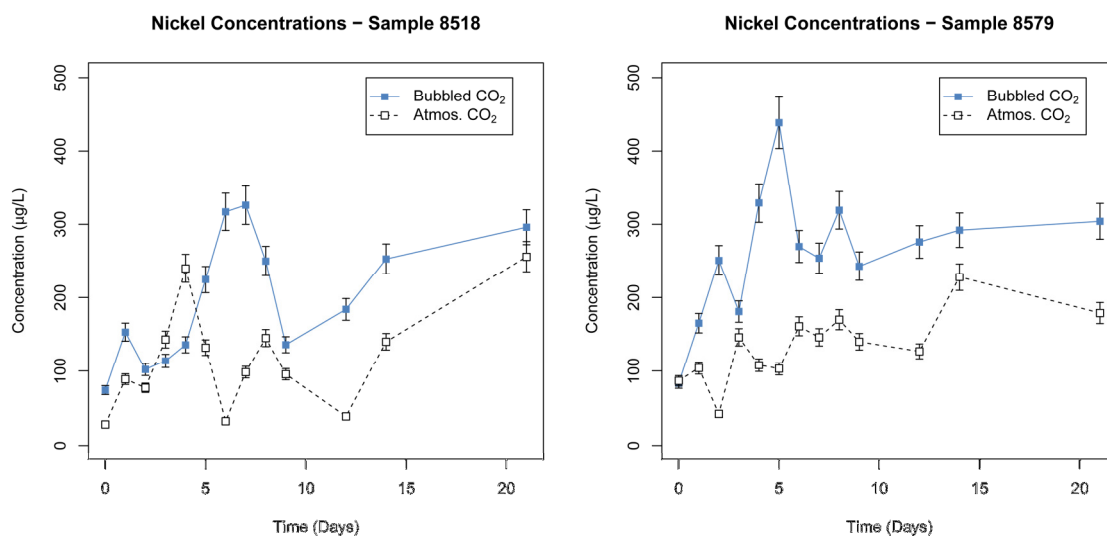 Nickel Concentrations − Sample 8518
500
400
300
200
100
0
Concentration (µg/L)
Bubbled CO₂
Atmos. CO₂
0 5 10 15 20
Time (Days)
Nickel Concentrations − Sample 8579
500
400
300
200
100
0
Concentration (µg/L)
Bubbled CO₂
Atmos. CO₂
0 5 10 15 20
Time (Days)